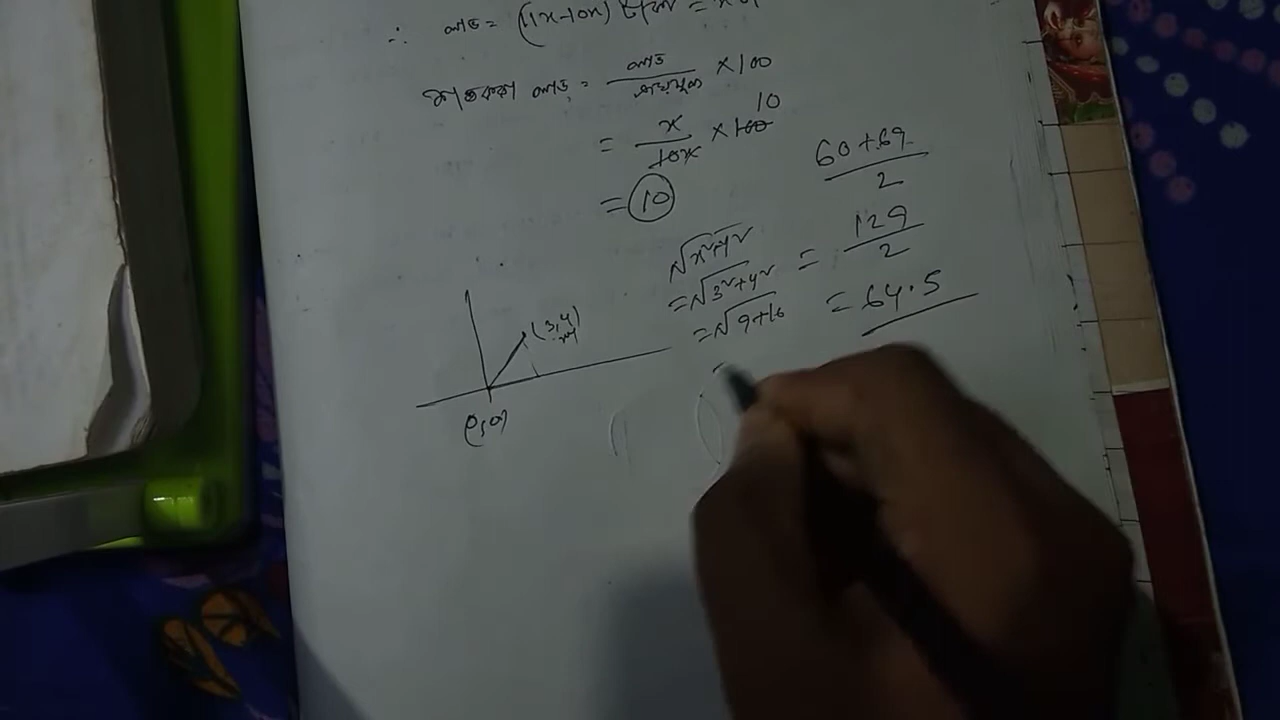 ∴ লাভ = (11x-10x) টাকা = x
শতকরা লাভ = লাভ/ক্রয়মূল্য ×100
= x/10x ×100 10
= 10
60+69/2
= 129/2
= 64.5
√x²+y²
= √3²+4²
= √9+16
(3,4)
x,y
(0,0)